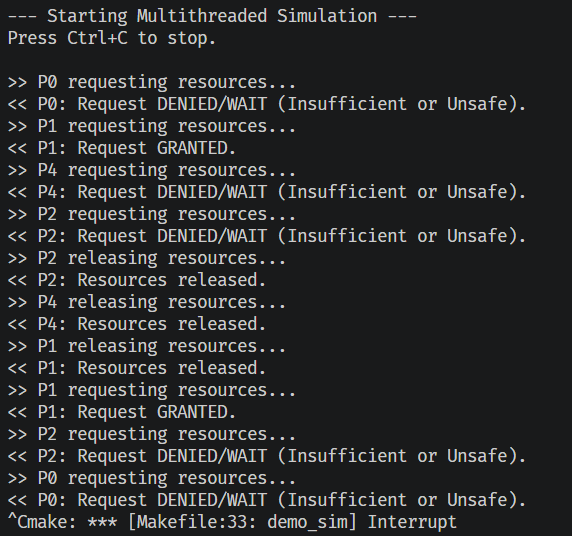 --- Starting Multithreaded Simulation ---
Press Ctrl+C to stop.

>> P0 requesting resources...
<< P0: Request DENIED/WAIT (Insufficient or Unsafe).
>> P1 requesting resources...
<< P1: Request GRANTED.
>> P4 requesting resources...
<< P4: Request DENIED/WAIT (Insufficient or Unsafe).
>> P2 requesting resources...
<< P2: Request DENIED/WAIT (Insufficient or Unsafe).
>> P2 releasing resources...
<< P2: Resources released.
>> P4 releasing resources...
<< P4: Resources released.
>> P1 releasing resources...
<< P1: Resources released.
>> P1 requesting resources...
<< P1: Request GRANTED.
>> P2 requesting resources...
<< P2: Request DENIED/WAIT (Insufficient or Unsafe).
>> P0 requesting resources...
<< P0: Request DENIED/WAIT (Insufficient or Unsafe).
^Cmake: *** [Makefile:33: demo_sim] Interrupt